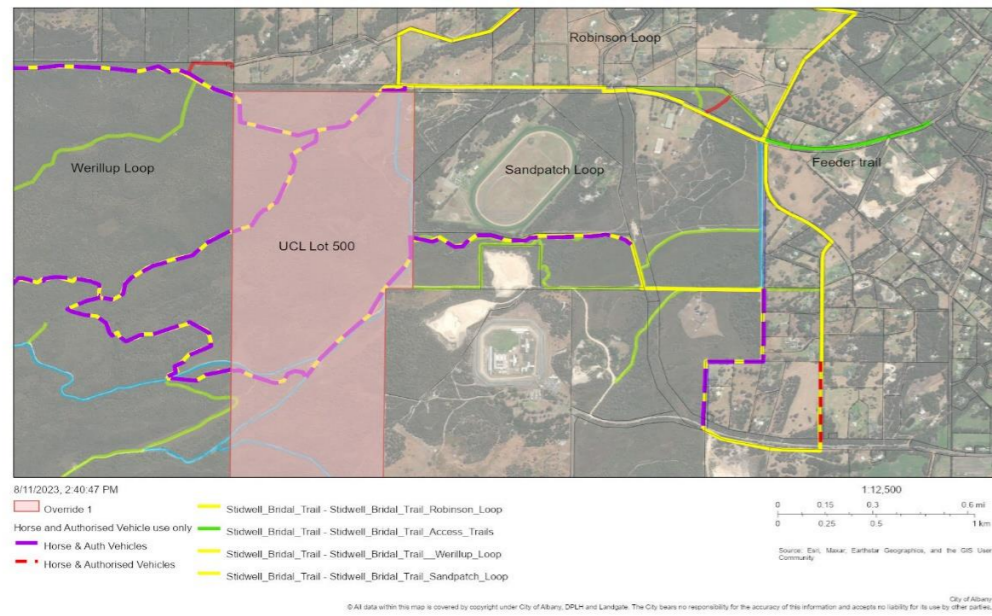 Robinson Loop
Werillup Loop
Sandpatch Loop
Feeder trail
UCL Lot 500
8/11/2023, 2:40:47 PM
Override 1
Horse and Authorised Vehicle use only
Horse & Auth Vehicles
Horse & Authorised Vehicles
Stidwell_Bridal_Trail - Stidwell_Bridal_Trail_Robinson_Loop
Stidwell_Bridal_Trail - Stidwell_Bridal_Trail_Access_Trails
Stidwell_Bridal_Trail - Stidwell_Bridal_Trail__Werillup_Loop
Stidwell_Bridal_Trail - Stidwell_Bridal_Trail_Sandpatch_Loop
1:12,500
0 0.15 0.3 0.6 mi
0 0.25 0.5 1 km
Source: Esri, Maxar, Earthstar Geographics, and the GIS User
Community
City of Albany
© All data within this map is covered by copyright under City of Albany, DPLH and Landgate. The City bears no responsibility for the accuracy of this information and accepts no liability for its use by other parties.